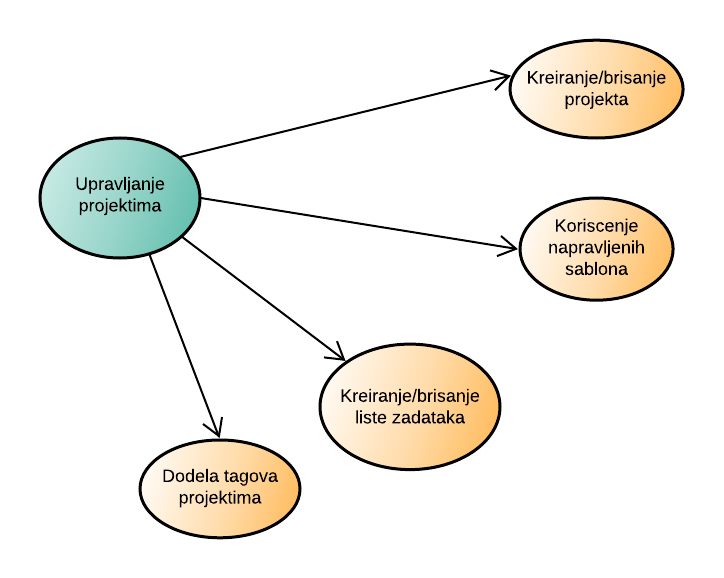 Kreiranje/brisanje
projekta
Upravljanje
projektima
Koriscenje
napravljenih
sablona
Kreiranje/brisanje
liste zadataka
Dodela tagova
projektima